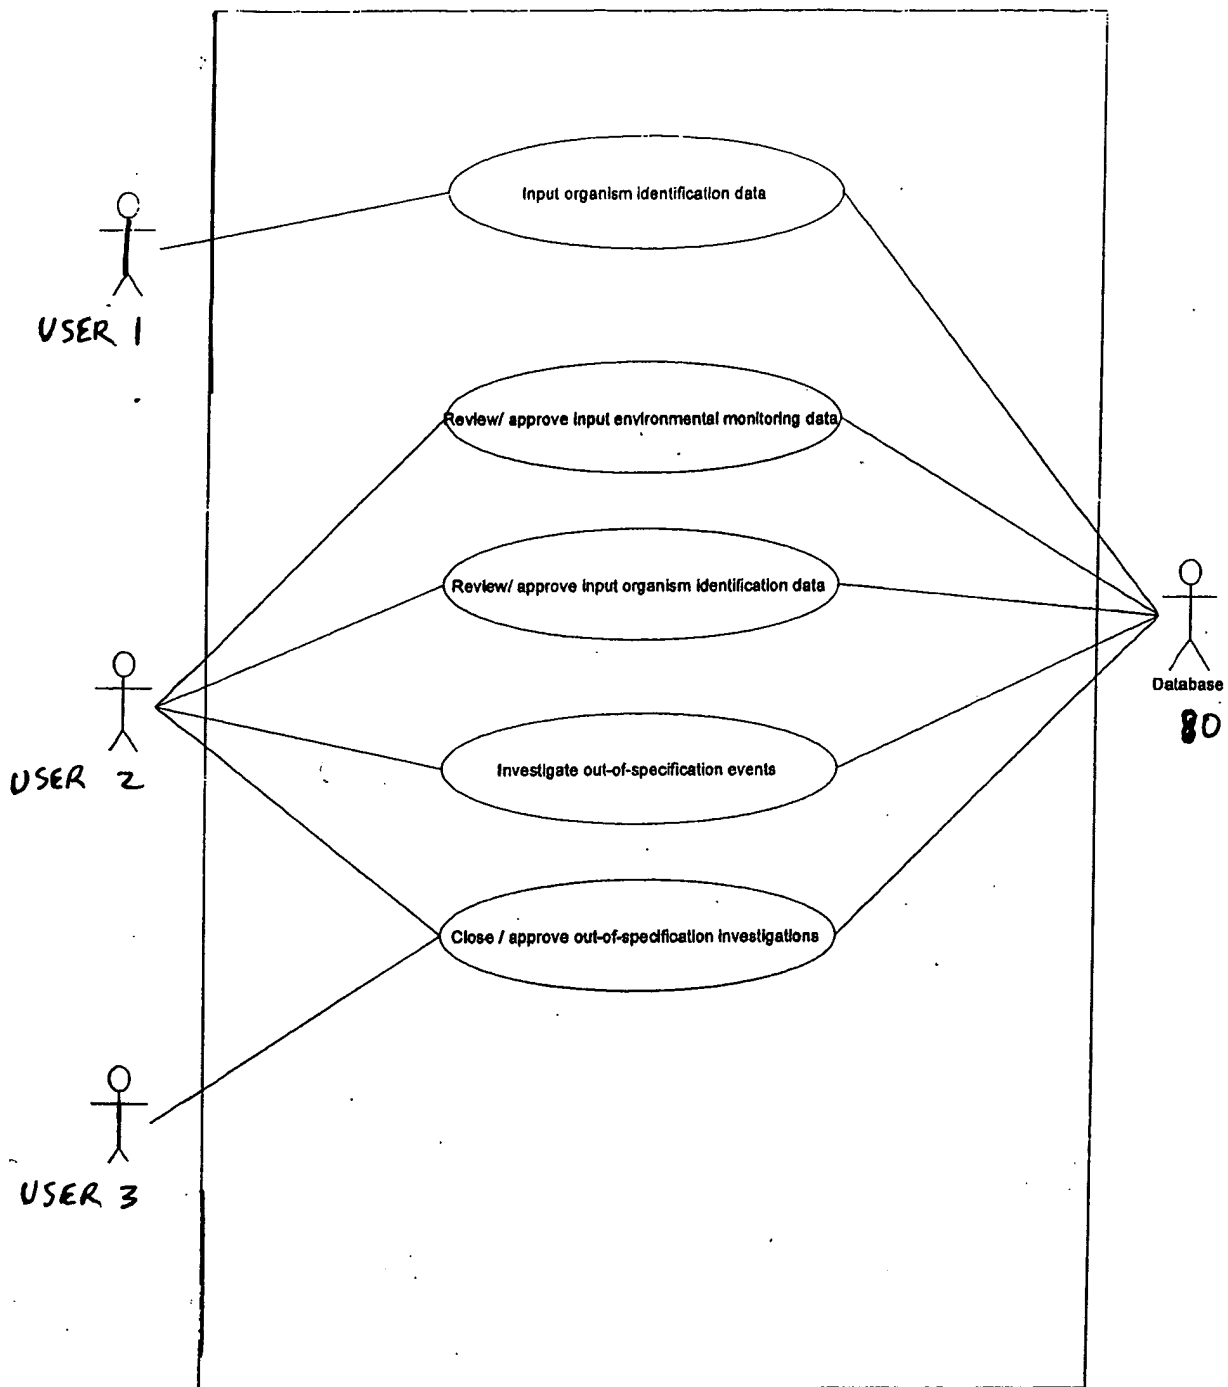 Input organism identification data
USER 1
Review/ approve input environmental monitoring data
Review/ approve input organism identification data
Database
80
USER 2
Investigate out-of-specification events
Close / approve out-of-specification investigations
USER 3